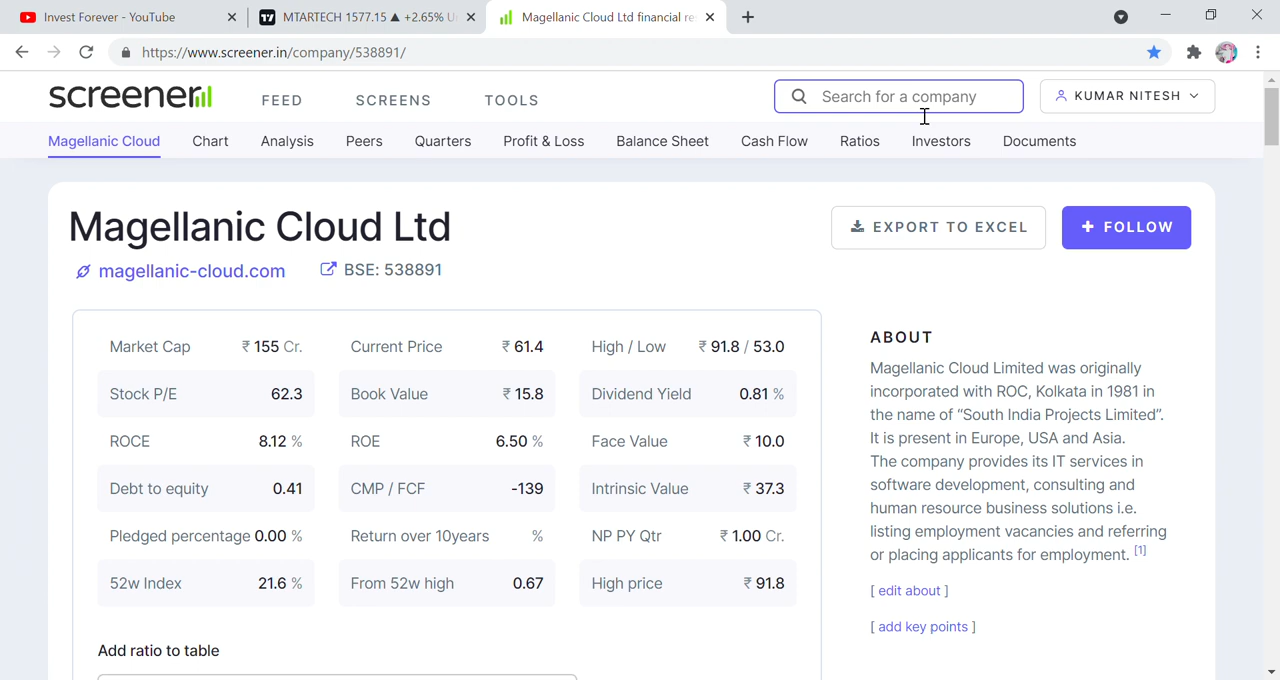 Invest Forever - YouTube
MTARTECH 1577.15 ▲ +2.65% U
Magellanic Cloud Ltd financial re
https://www.screener.in/company/538891/
screener
FEED
SCREENS
TOOLS
Search for a company
KUMAR NITESH
Magellanic Cloud
Chart
Analysis
Peers
Quarters
Profit & Loss
Balance Sheet
Cash Flow
Ratios
Investors
Documents
Magellanic Cloud Ltd
EXPORT TO EXCEL
+ FOLLOW
magellanic-cloud.com
BSE: 538891
Market Cap ₹ 155 Cr.
Current Price ₹ 61.4
High / Low ₹ 91.8 / 53.0
Stock P/E 62.3
Book Value ₹ 15.8
Dividend Yield 0.81 %
ROCE 8.12 %
ROE 6.50 %
Face Value ₹ 10.0
Debt to equity 0.41
CMP / FCF -139
Intrinsic Value ₹ 37.3
Pledged percentage 0.00 %
Return over 10years %
NP PY Qtr ₹ 1.00 Cr.
52w Index 21.6 %
From 52w high 0.67
High price ₹ 91.8
Add ratio to table
ABOUT
Magellanic Cloud Limited was originally
incorporated with ROC, Kolkata in 1981 in
the name of “South India Projects Limited”.
It is present in Europe, USA and Asia.
The company provides its IT services in
software development, consulting and
human resource business solutions i.e.
listing employment vacancies and referring
or placing applicants for employment. [1]
[ edit about ]
[ add key points ]